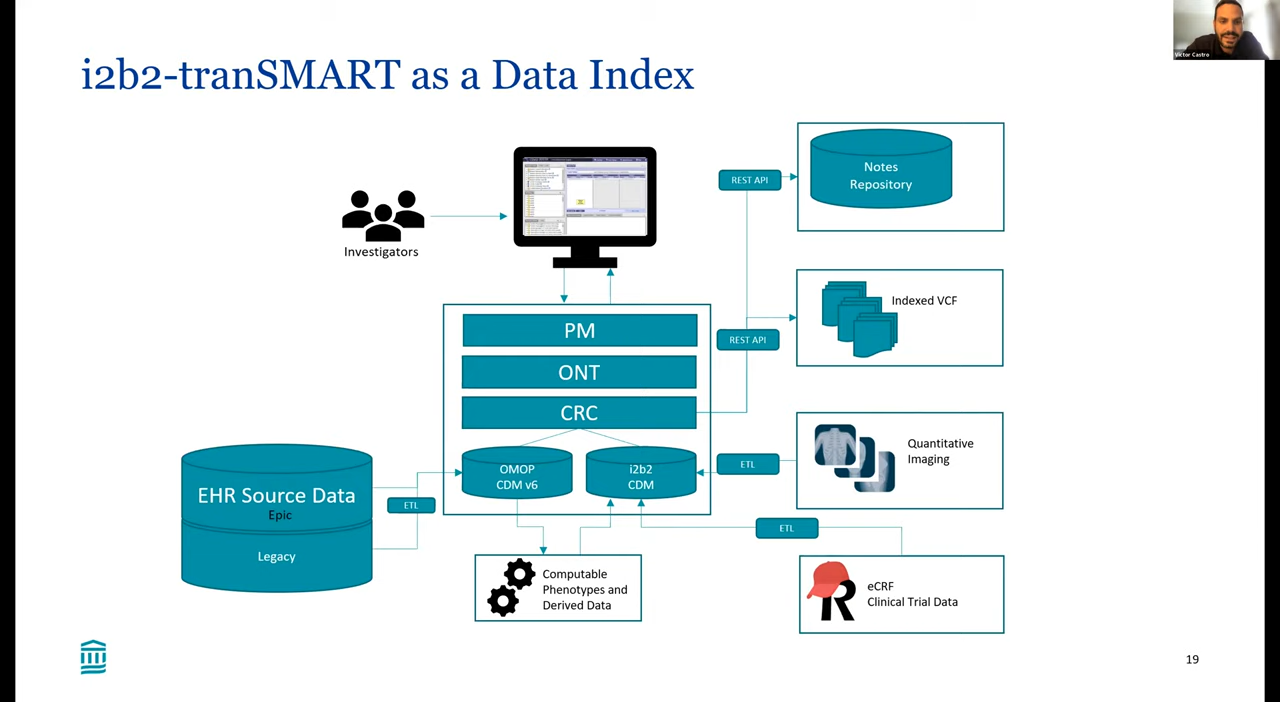 Victor Castro
i2b2-tranSMART as a Data Index
Investigators
REST API
Notes
Repository
REST API
Indexed VCF
PM
ONT
CRC
OMOP
CDM v6
i2b2
CDM
ETL
Quantitative
Imaging
EHR Source Data
Epic
Legacy
ETL
ETL
Computable
Phenotypes and
Derived Data
R
eCRF
Clinical Trial Data
19